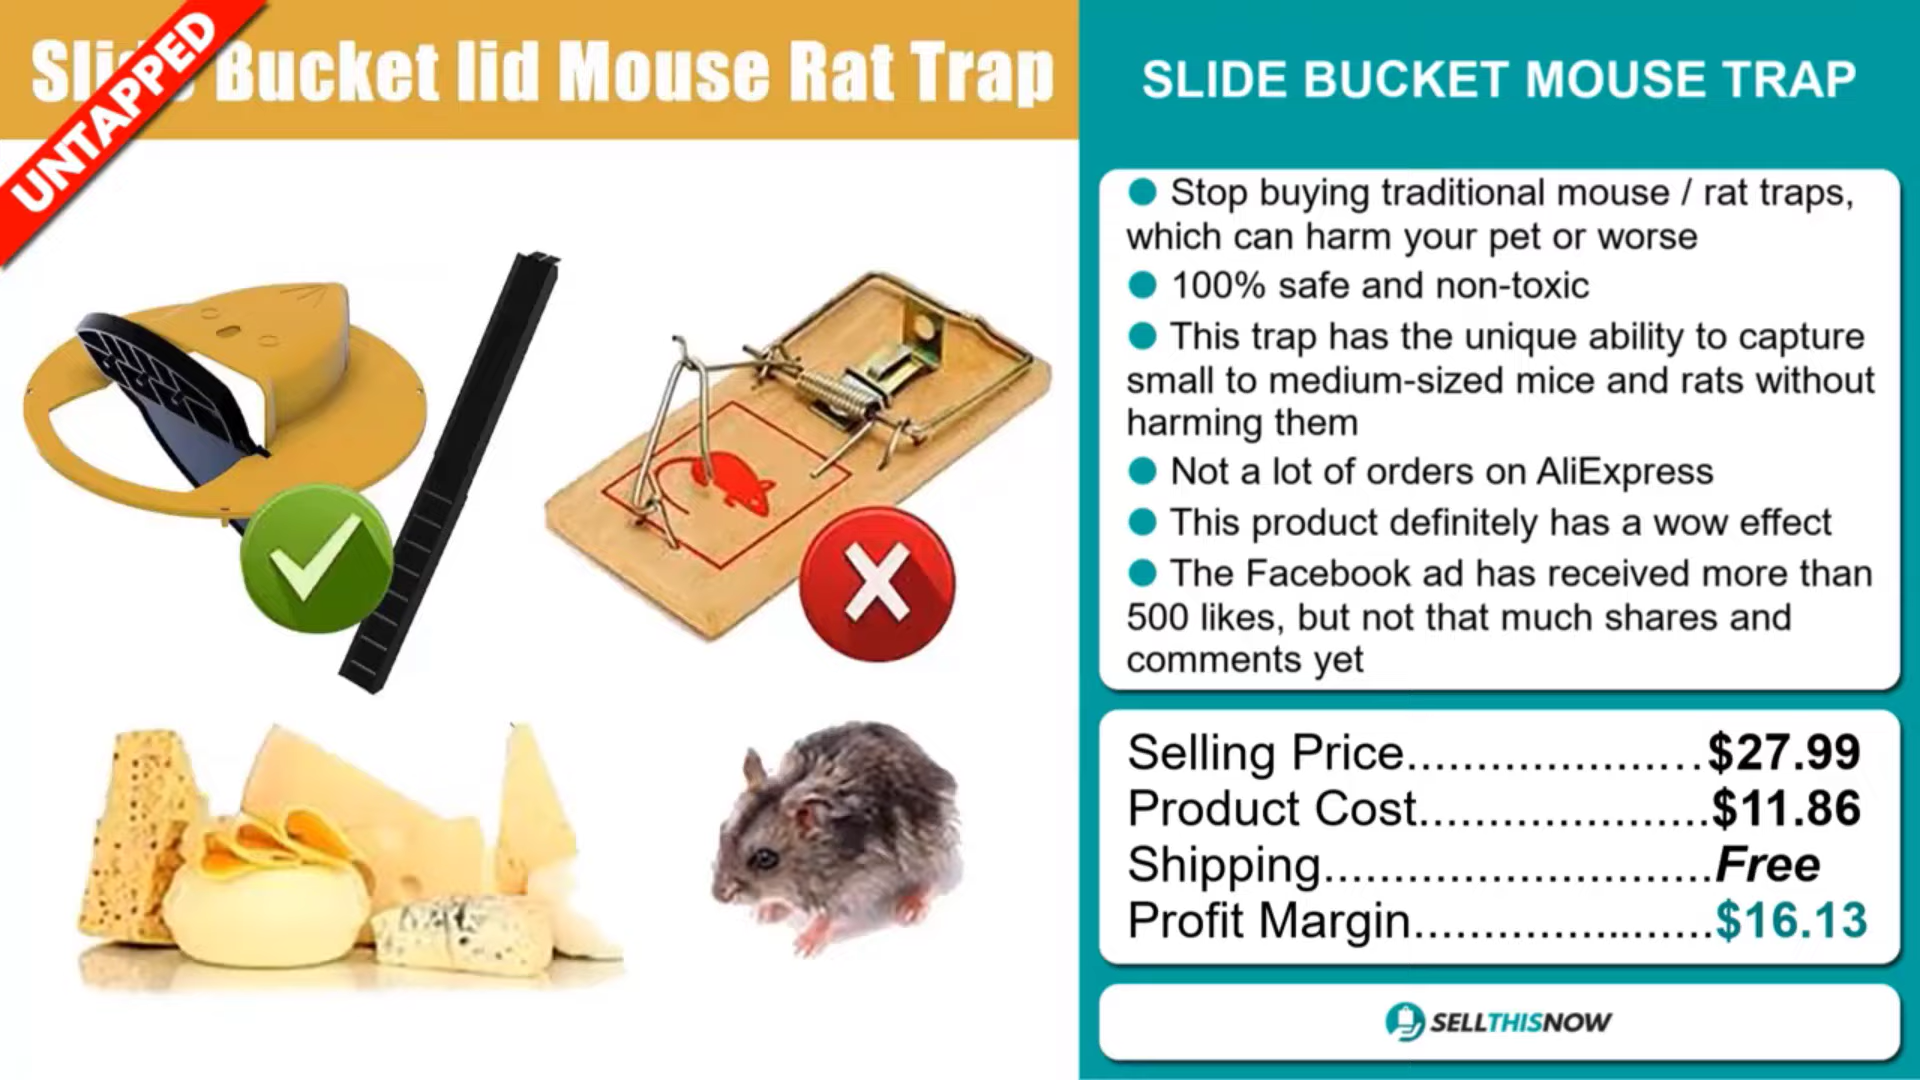 UNTAPPED
Bucket lid Mouse Rat Trap
SLIDE BUCKET MOUSE TRAP
● Stop buying traditional mouse / rat traps,
which can harm your pet or worse
● 100% safe and non-toxic
● This trap has the unique ability to capture
small to medium-sized mice and rats without
harming them
● Not a lot of orders on AliExpress
● This product definitely has a wow effect
● The Facebook ad has received more than
500 likes, but not that much shares and
comments yet
Selling Price......................$27.99
Product Cost.....................$11.86
Shipping............................Free
Profit Margin......................$16.13
SELLTHISNOW